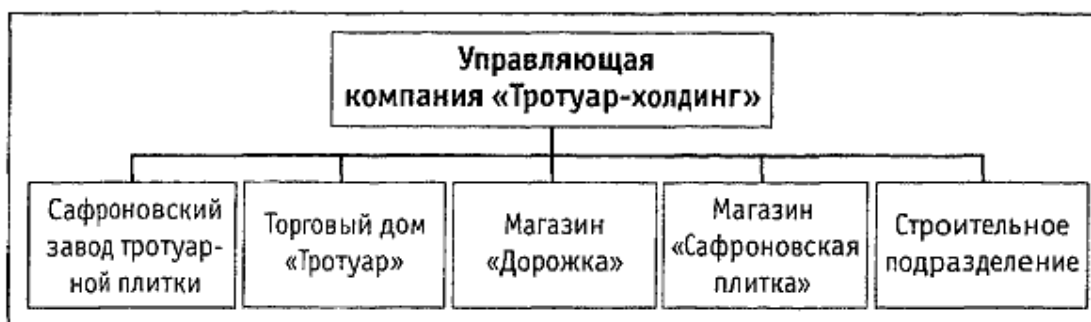 Управляющая
компания «Тротуар-холдинг»
Сафроновский
завод тротуар-
ной плитки
Торговый дом
«Тротуар»
Магазин
«Дорожка»
Магазин
«Сафроновская
плитка»
Строительное
подразделение